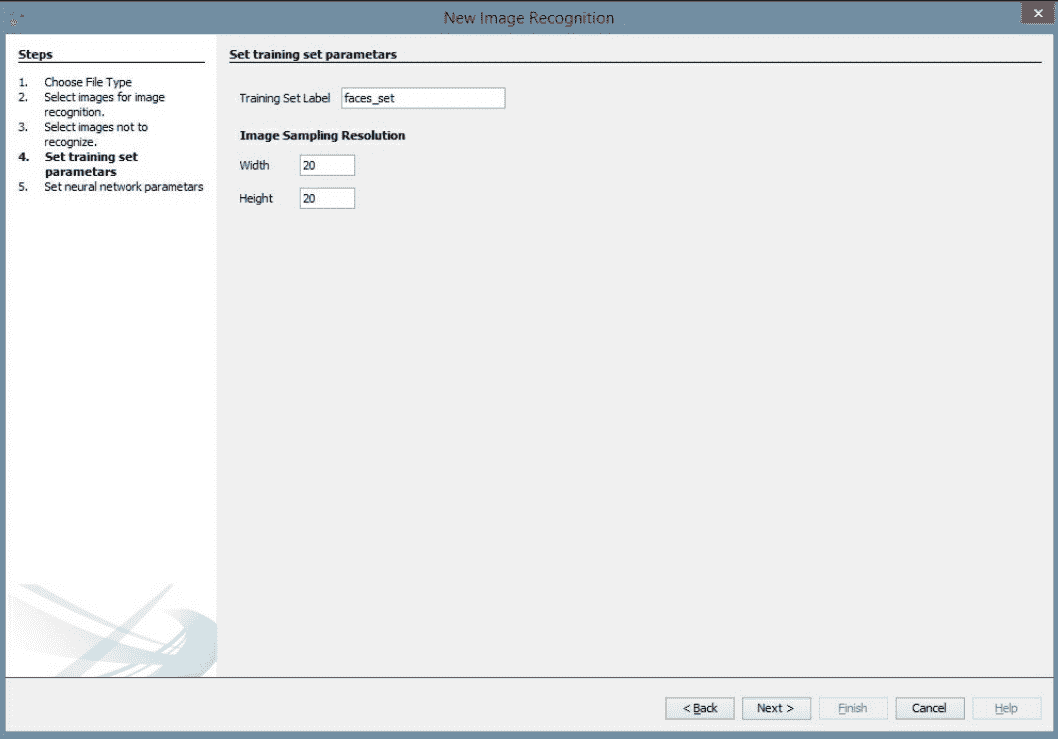 New Image Recognition
Steps
1. Choose File Type
2. Select images for image
recognition.
3. Select images not to
recognize.
4. Set training set
parametars
5. Set neural network parametars
Set training set parametars
Training Set Label faces_set
Image Sampling Resolution
Width 20
Height 20
< Back Next > Finish Cancel Help